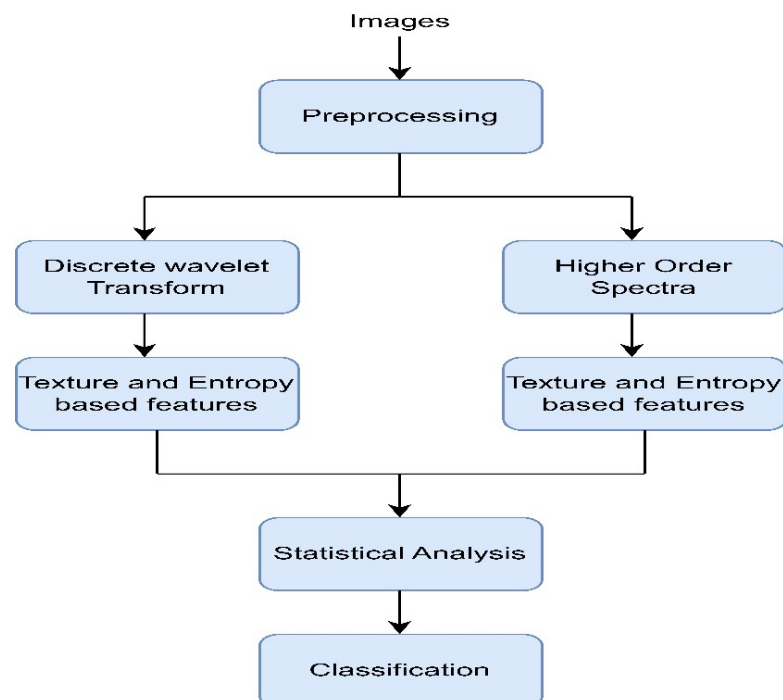 Images
Preprocessing
Discrete wavelet
Transform
Higher Order
Spectra
Texture and Entropy
based features
Texture and Entropy
based features
Statistical Analysis
Classification